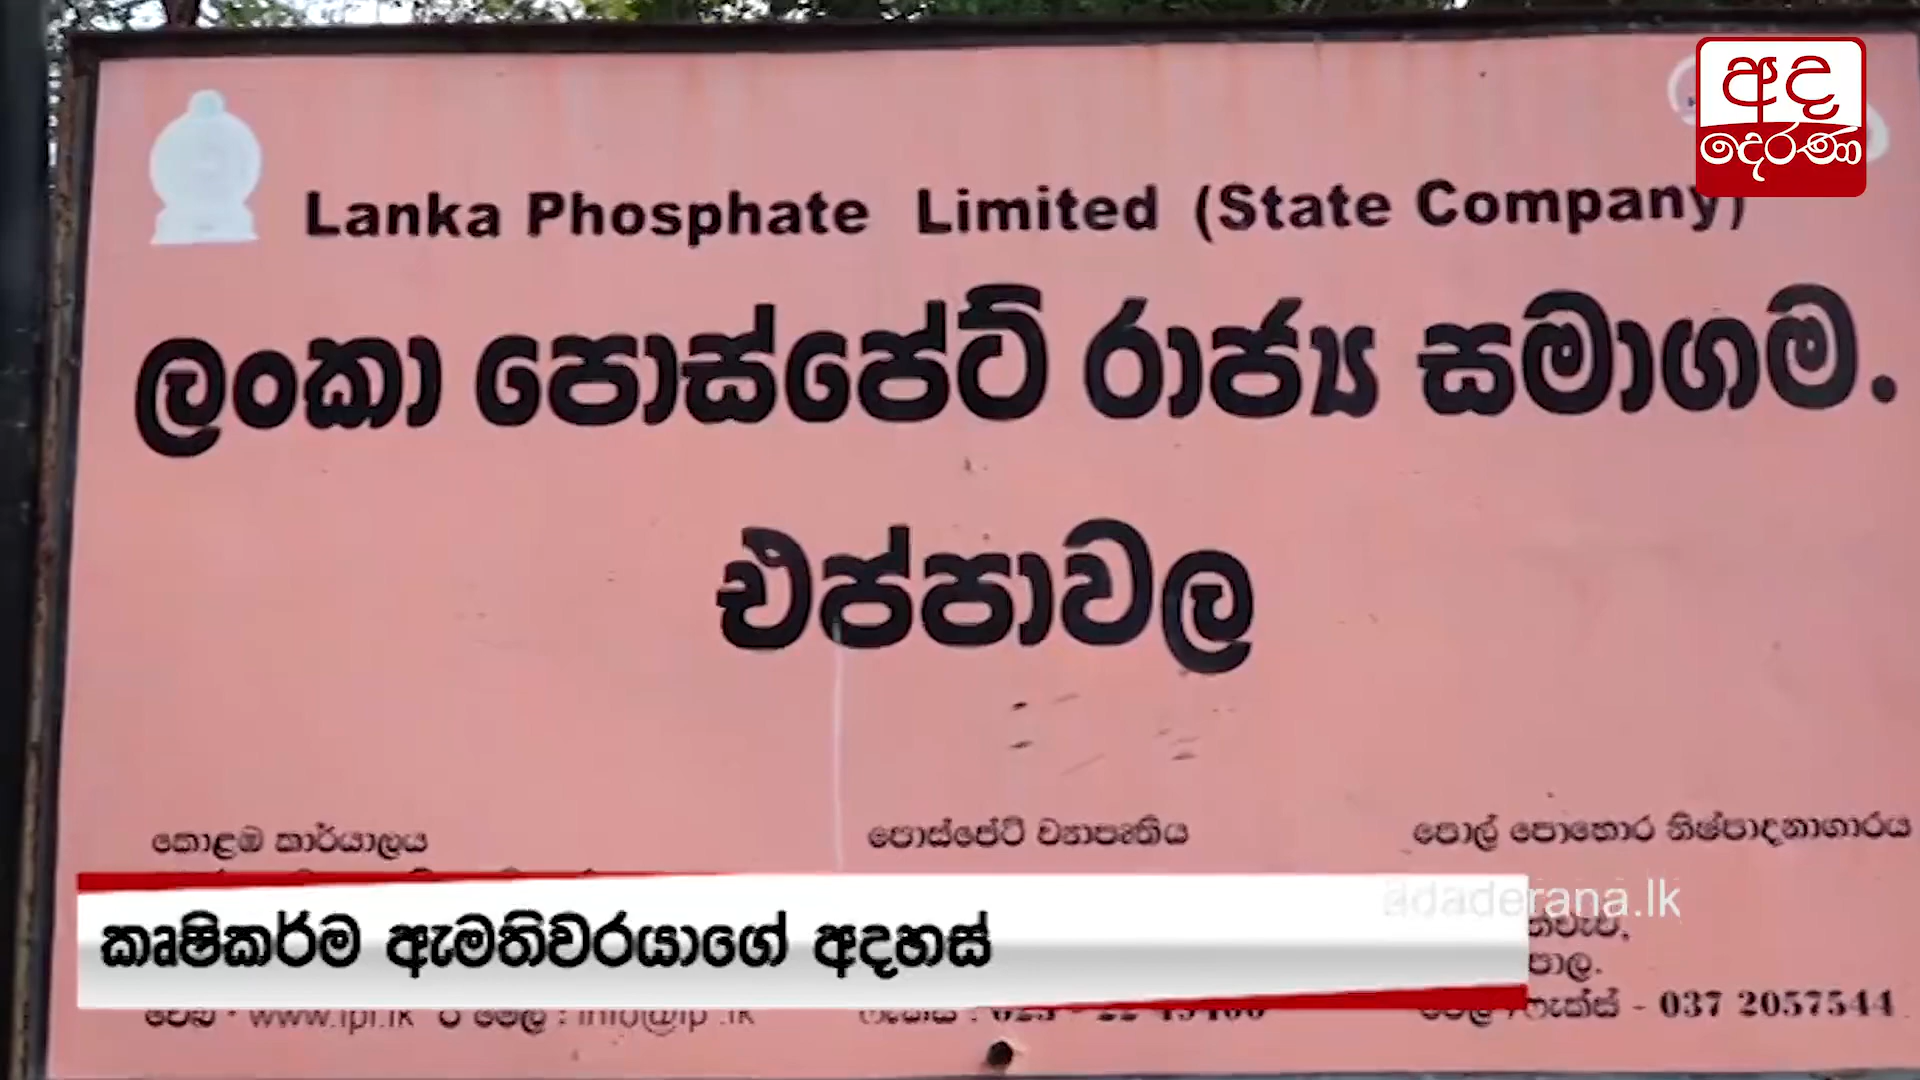 අද
දෙරණ
Lanka Phosphate Limited (State Company)
ලංකා පොස්පේට් රාජ්‍ය සමාගම.
එප්පාවල
කොළඹ කාර්යාලය
පොස්පේට් ව්‍යාපෘතිය
පොල් පොහොර නිෂ්පාදනාගාරය
adaderana.lk
කෘෂිකර්ම ඇමතිවරයාගේ අදහස්
ෆැක්ස් - 037 2057544